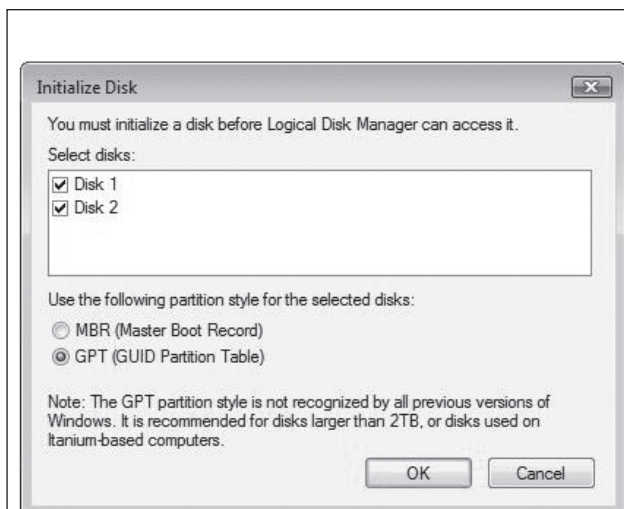 Initialize Disk
You must initialize a disk before Logical Disk Manager can access it.
Select disks:
Disk 1
Disk 2
Use the following partition style for the selected disks:
MBR (Master Boot Record)
GPT (GUID Partition Table)
Note: The GPT partition style is not recognized by all previous versions of
Windows. It is recommended for disks larger than 2TB, or disks used on
Itanium-based computers.
OK Cancel